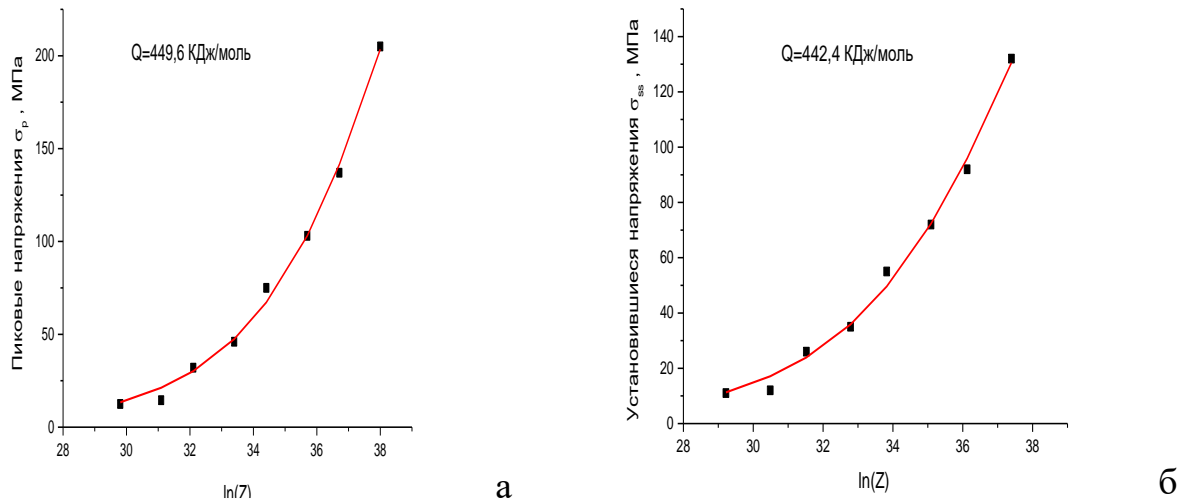 Q=449,6 КДж/моль
Пиковые напряжения σp , МПа
200
150
100
50
0
28 30 32 34 36 38
ln(Z)
а
Q=442,4 КДж/моль
Установившиеся напряжения σss , МПа
140
120
100
80
60
40
20
0
28 30 32 34 36 38
ln(Z)
б